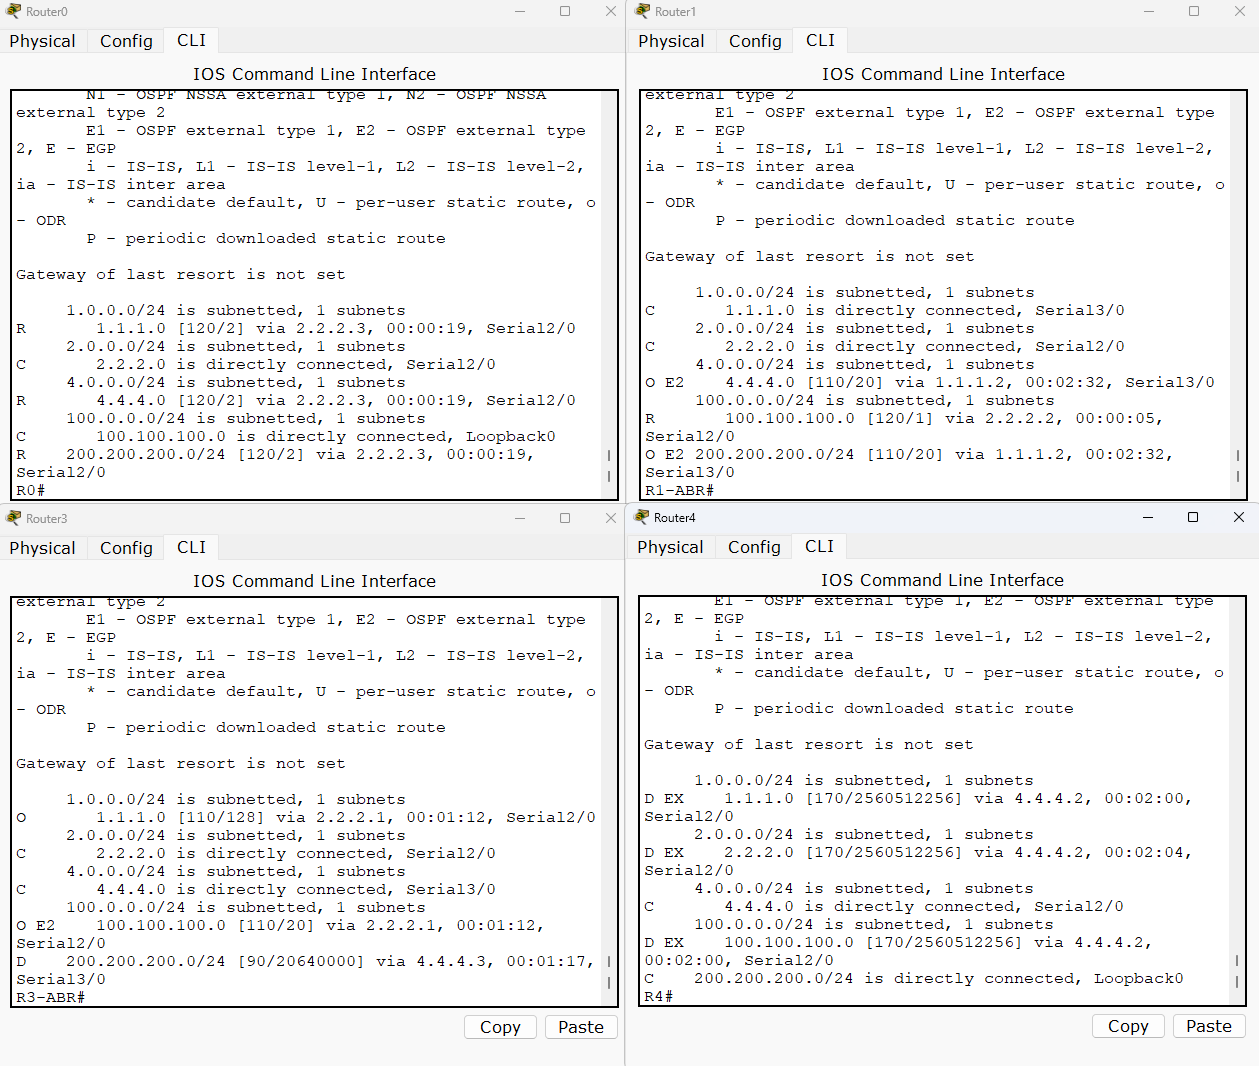 Router0
Physical Config CLI
IOS Command Line Interface
N1 - OSPF NSSA external type 1, N2 - OSPF NSSA
external type 2
E1 - OSPF external type 1, E2 - OSPF external type
2, E - EGP
i - IS-IS, L1 - IS-IS level-1, L2 - IS-IS level-2,
ia - IS-IS inter area
* - candidate default, U - per-user static route, o
- ODR
P - periodic downloaded static route
Gateway of last resort is not set
1.0.0.0/24 is subnetted, 1 subnets
R 1.1.1.0 [120/2] via 2.2.2.3, 00:00:19, Serial2/0
2.0.0.0/24 is subnetted, 1 subnets
C 2.2.2.0 is directly connected, Serial2/0
4.0.0.0/24 is subnetted, 1 subnets
R 4.4.4.0 [120/2] via 2.2.2.3, 00:00:19, Serial2/0
100.0.0.0/24 is subnetted, 1 subnets
C 100.100.100.0 is directly connected, Loopback0
R 200.200.200.0/24 [120/2] via 2.2.2.3, 00:00:19,
Serial2/0
R0#
Router1
Physical Config CLI
IOS Command Line Interface
external type 2
E1 - OSPF external type 1, E2 - OSPF external type
2, E - EGP
i - IS-IS, L1 - IS-IS level-1, L2 - IS-IS level-2,
ia - IS-IS inter area
* - candidate default, U - per-user static route, o
- ODR
P - periodic downloaded static route
Gateway of last resort is not set
1.0.0.0/24 is subnetted, 1 subnets
C 1.1.1.0 is directly connected, Serial3/0
2.0.0.0/24 is subnetted, 1 subnets
C 2.2.2.0 is directly connected, Serial2/0
4.0.0.0/24 is subnetted, 1 subnets
O E2 4.4.4.0 [110/20] via 1.1.1.2, 00:02:32, Serial3/0
100.0.0.0/24 is subnetted, 1 subnets
R 100.100.100.0 [120/1] via 2.2.2.2, 00:00:05,
Serial2/0
O E2 200.200.200.0/24 [110/20] via 1.1.1.2, 00:02:32,
Serial3/0
R1-ABR#
Router3
Physical Config CLI
IOS Command Line Interface
external type 2
E1 - OSPF external type 1, E2 - OSPF external type
2, E - EGP
i - IS-IS, L1 - IS-IS level-1, L2 - IS-IS level-2,
ia - IS-IS inter area
* - candidate default, U - per-user static route, o
- ODR
P - periodic downloaded static route
Gateway of last resort is not set
1.0.0.0/24 is subnetted, 1 subnets
O 1.1.1.0 [110/128] via 2.2.2.1, 00:01:12, Serial2/0
2.0.0.0/24 is subnetted, 1 subnets
C 2.2.2.0 is directly connected, Serial2/0
4.0.0.0/24 is subnetted, 1 subnets
C 4.4.4.0 is directly connected, Serial3/0
100.0.0.0/24 is subnetted, 1 subnets
O E2 100.100.100.0 [110/20] via 2.2.2.1, 00:01:12,
Serial2/0
D 200.200.200.0/24 [90/20640000] via 4.4.4.3, 00:01:17,
Serial3/0
R3-ABR#
Copy Paste
Router4
Physical Config CLI
IOS Command Line Interface
E1 - OSPF external type 1, E2 - OSPF external type
2, E - EGP
i - IS-IS, L1 - IS-IS level-1, L2 - IS-IS level-2,
ia - IS-IS inter area
* - candidate default, U - per-user static route, o
- ODR
P - periodic downloaded static route
Gateway of last resort is not set
1.0.0.0/24 is subnetted, 1 subnets
D EX 1.1.1.0 [170/2560512256] via 4.4.4.2, 00:02:00,
Serial2/0
2.0.0.0/24 is subnetted, 1 subnets
D EX 2.2.2.0 [170/2560512256] via 4.4.4.2, 00:02:04,
Serial2/0
4.0.0.0/24 is subnetted, 1 subnets
C 4.4.4.0 is directly connected, Serial2/0
100.0.0.0/24 is subnetted, 1 subnets
D EX 100.100.100.0 [170/2560512256] via 4.4.4.2,
00:02:00, Serial2/0
C 200.200.200.0/24 is directly connected, Loopback0
R4#
Copy Paste